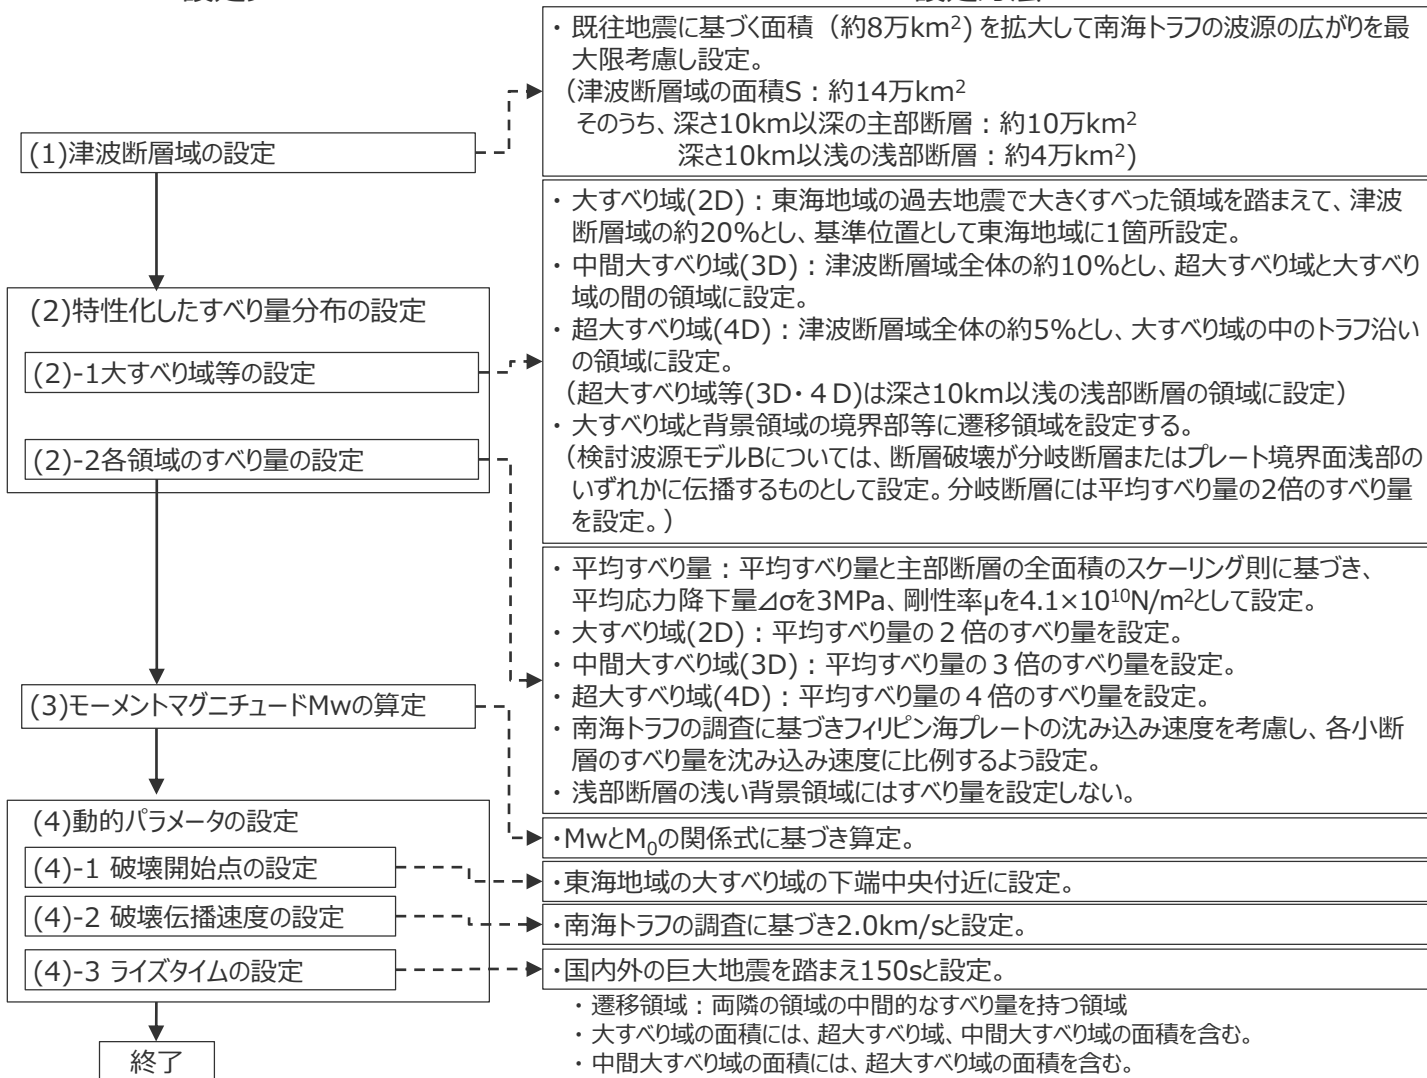 ・既往地震に基づく面積（約8万km²）を拡大して南海トラフの波源の広がりを最
大限考慮し設定。
（津波断層域の面積S：約14万km²
そのうち、深さ10km以深の主部断層：約10万km²
深さ10km以浅の浅部断層：約4万km²)
(1)津波断層域の設定
・大すべり域(2D)：東海地域の過去地震で大きくすべった領域を踏まえて、津波
断層域の約20%とし、基準位置として東海地域に1箇所設定。
・中間大すべり域(3D)：津波断層域全体の約10%とし、超大すべり域と大すべり
域の間の領域に設定。
・超大すべり域(4D)：津波断層域全体の約5%とし、大すべり域の中のトラフ沿い
の領域に設定。
（超大すべり域等(3D・４D)は深さ10km以浅の浅部断層の領域に設定）
・大すべり域と背景領域の境界部等に遷移領域を設定する。
（検討波源モデルBについては、断層破壊が分岐断層またはプレート境界面浅部の
いずれかに伝播するものとして設定。分岐断層には平均すべり量の2倍のすべり量
を設定。）
(2)特性化したすべり量分布の設定
(2)-1大すべり域等の設定
(2)-2各領域のすべり量の設定
・平均すべり量：平均すべり量と主部断層の全面積のスケーリング則に基づき、
平均応力降下量⊿σを3MPa、剛性率μを4.1×10¹⁰N/m²として設定。
・大すべり域(2D)：平均すべり量の２倍のすべり量を設定。
・中間大すべり域(3D)：平均すべり量の３倍のすべり量を設定。
・超大すべり域(4D)：平均すべり量の４倍のすべり量を設定。
・南海トラフの調査に基づきフィリピン海プレートの沈み込み速度を考慮し、各小断
層のすべり量を沈み込み速度に比例するよう設定。
・浅部断層の浅い背景領域にはすべり量を設定しない。
(3)モーメントマグニチュードMwの算定
・MwとM₀の関係式に基づき算定。
(4)動的パラメータの設定
(4)-1 破壊開始点の設定
・東海地域の大すべり域の下端中央付近に設定。
(4)-2 破壊伝播速度の設定
・南海トラフの調査に基づき2.0km/sと設定。
(4)-3 ライズタイムの設定
・国内外の巨大地震を踏まえ150sと設定。
・遷移領域：両隣の領域の中間的なすべり量を持つ領域
・大すべり域の面積には、超大すべり域、中間大すべり域の面積を含む。
・中間大すべり域の面積には、超大すべり域の面積を含む。
終了